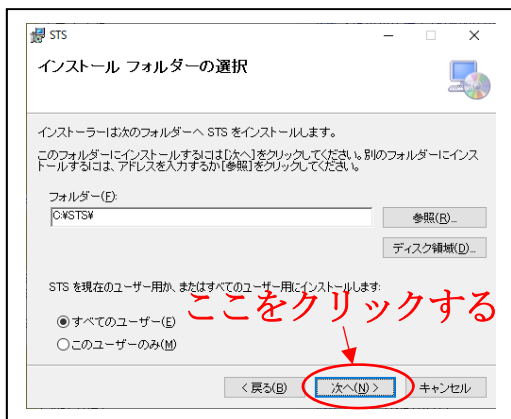 STS
インストール フォルダーの選択
インストーラーは次のフォルダーへ STS をインストールします。
このフォルダーにインストールするには[次へ]をクリックしてください。別のフォルダーにインス
トールするには、アドレスを入力するか[参照]をクリックしてください。
フォルダー(F):
C:¥STS¥
参照(R)...
ディスク領域(D)...
STS を現在のユーザー用か、またはすべてのユーザー用にインストールします:
ここをクリックする
すべてのユーザー(E)
このユーザーのみ(M)
< 戻る(B)
次へ(N) >
キャンセル